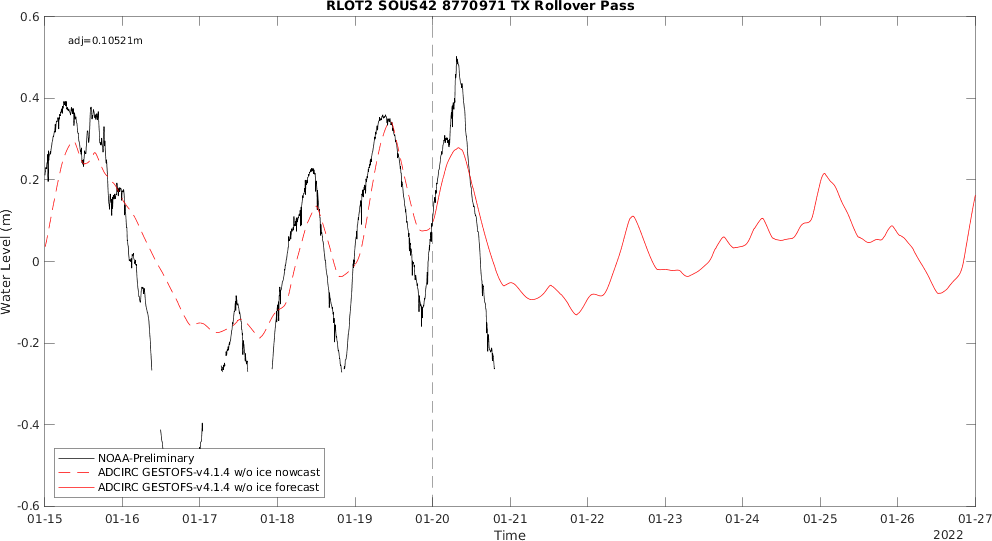 RLOT2 SOUS42 8770971 TX Rollover Pass
0.6
adj=0.10521m
0.4
0.2
0
-0.2
-0.4
-0.6
Water Level (m)
NOAA-Preliminary
ADCIRC GESTOFS-v4.1.4 w/o ice nowcast
ADCIRC GESTOFS-v4.1.4 w/o ice forecast
01-15 01-16 01-17 01-18 01-19 01-20 01-21 01-22 01-23 01-24 01-25 01-26 01-27
Time
2022